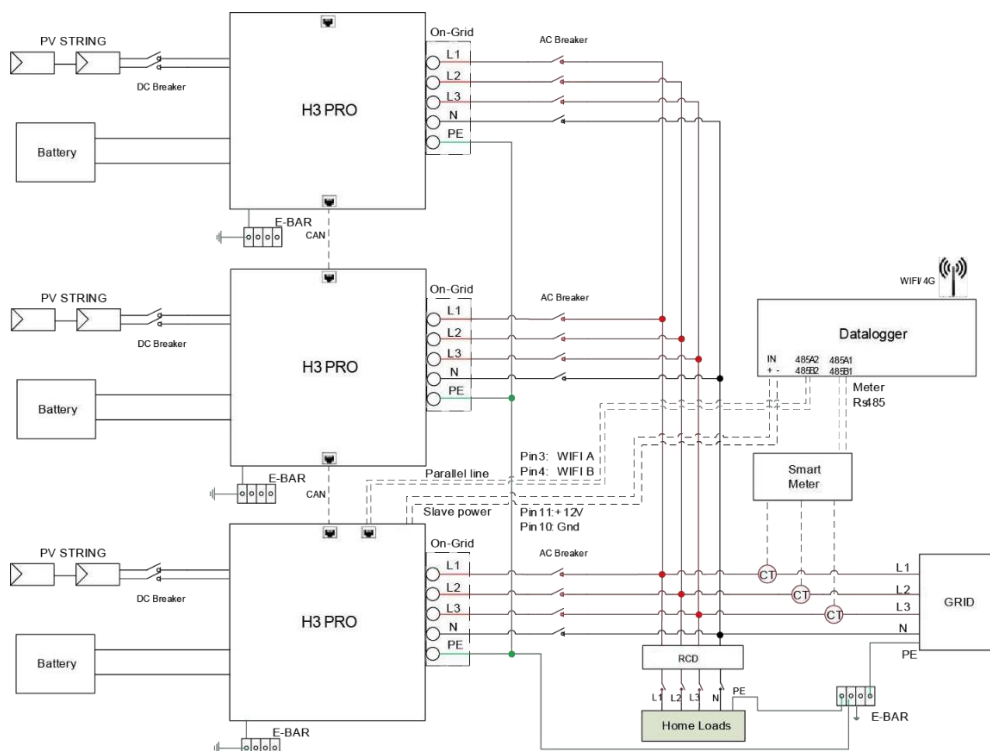 PV STRING
DC Breaker
Battery
H3 PRO
E-BAR
CAN
On-Grid
L1
L2
L3
N
PE
AC Breaker
PV STRING
DC Breaker
Battery
H3 PRO
E-BAR
CAN
On-Grid
L1
L2
L3
N
PE
AC Breaker
WIFI/4G
Datalogger
IN
+ -
485A2
485B2
485A1
485B1
Meter
Rs485
Smart
Meter
Parallel line
Pin3: WIFI A
Pin4: WIFI B
Slave power
Pin11:+12V
Pin10: Gnd
PV STRING
DC Breaker
Battery
H3 PRO
E-BAR
On-Grid
L1
L2
L3
N
PE
AC Breaker
CT
CT
CT
L1
L2
L3
N
PE
GRID
RCD
L1
L2
L3
N
PE
Home Loads
E-BAR